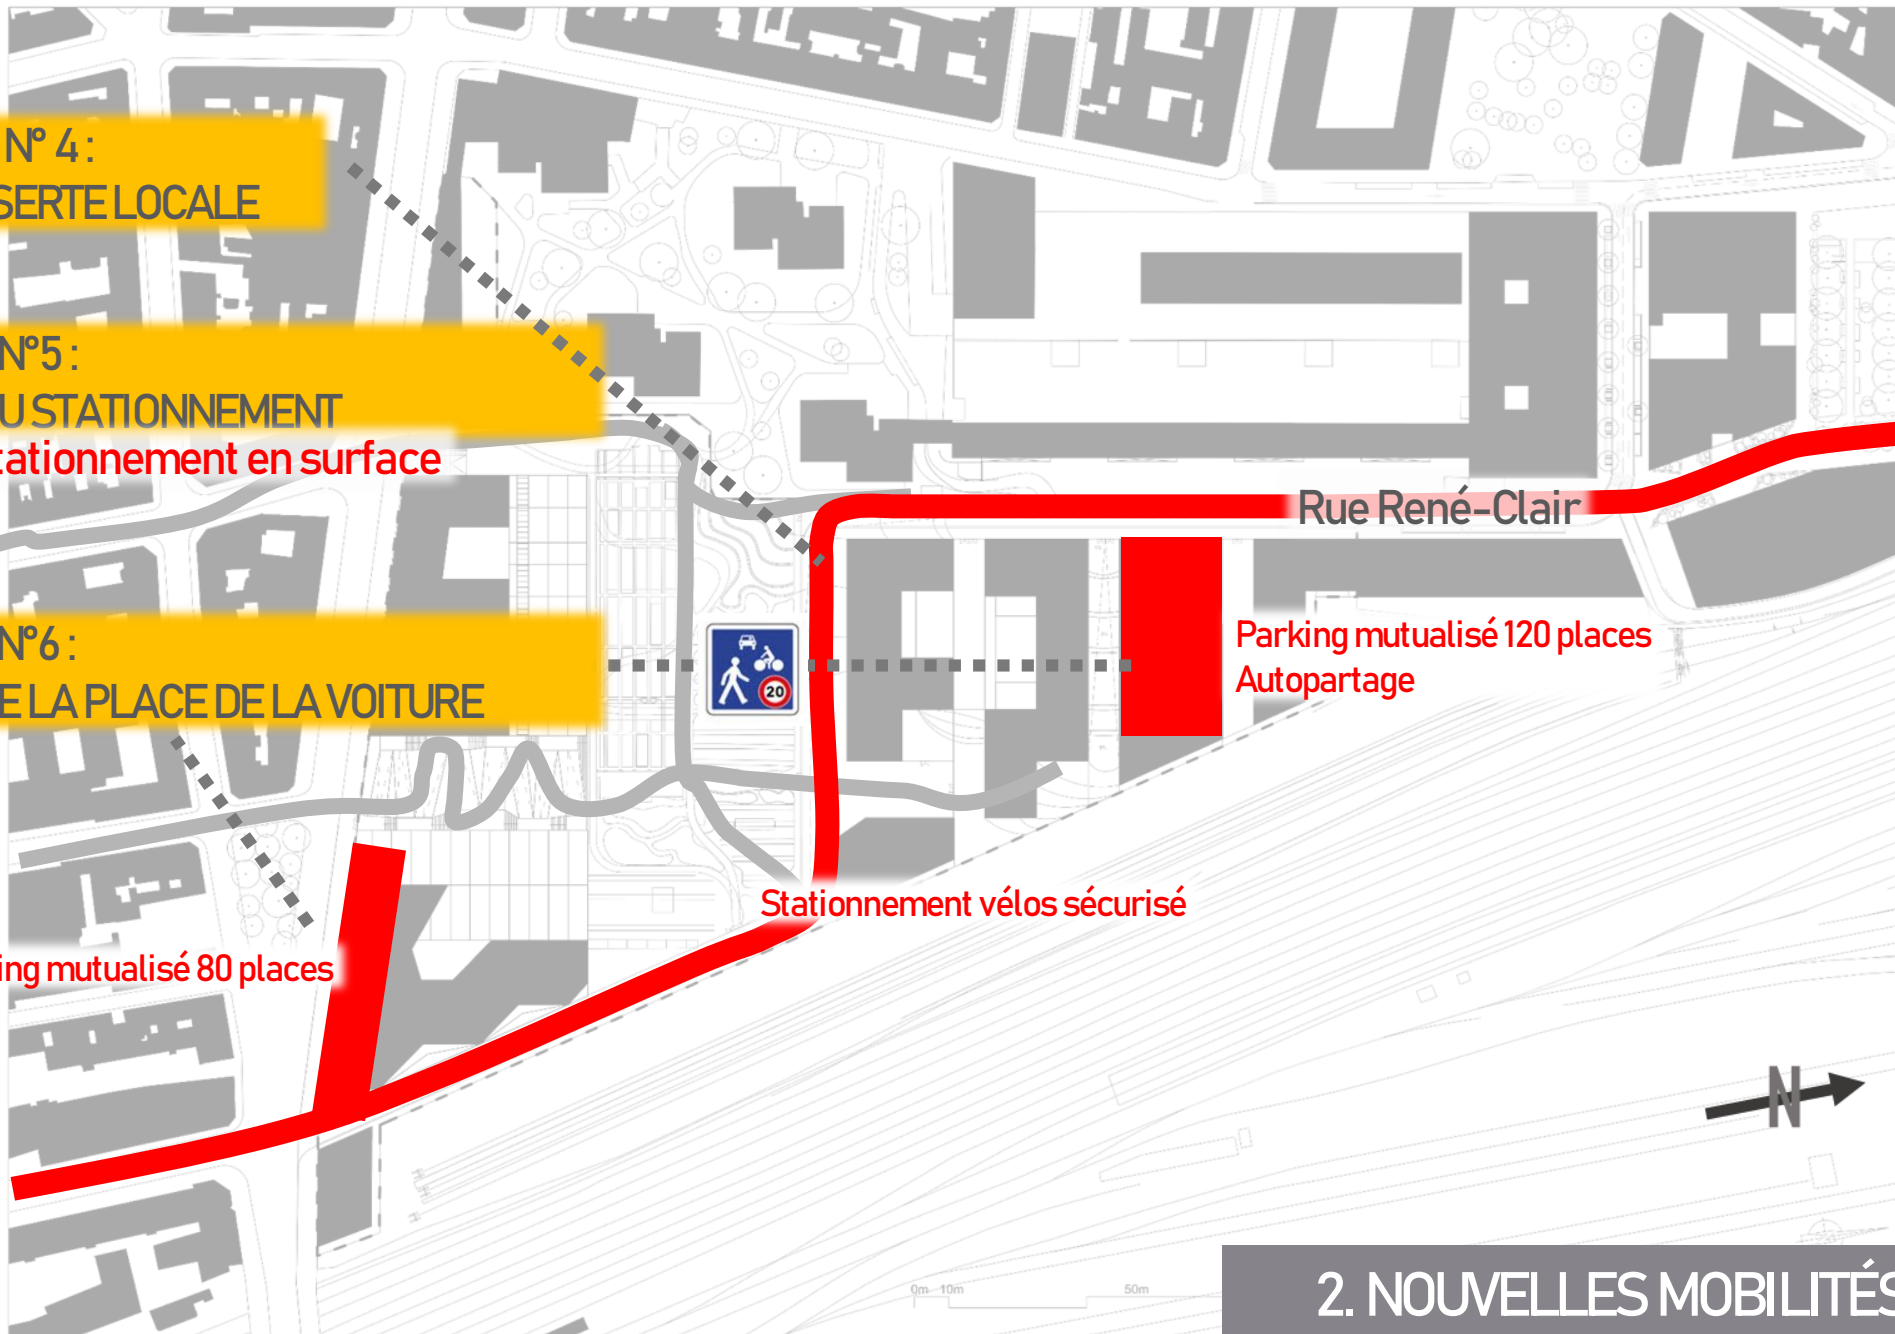 N° 4 :
SERTE LOCALE
N°5 :
U STATIONNEMENT
tationnement en surface
Rue René-Clair
N°6 :
E LA PLACE DE LA VOITURE
20
Parking mutualisé 120 places
Autopartage
Stationnement vélos sécurisé
ing mutualisé 80 places
N
0m 10m 50m
2. NOUVELLES MOBILITÉS